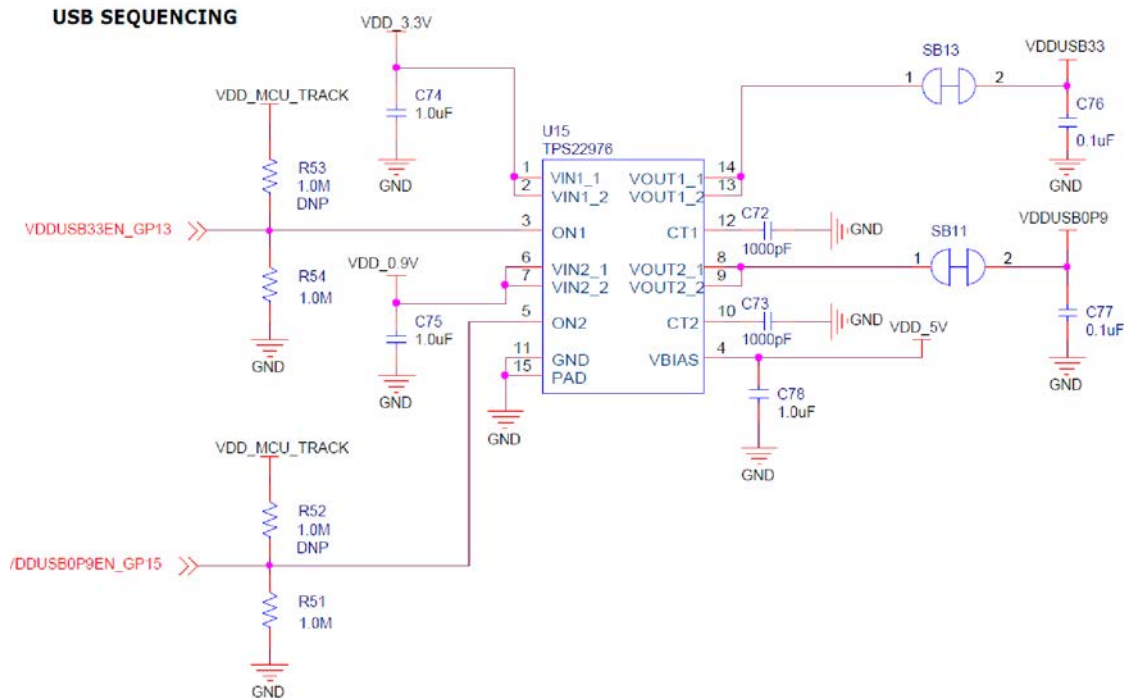 USB SEQUENCING
VDD_3.3V
SB13
VDDUSB33
1
2
VDD_MCU_TRACK
C74
1.0uF
C76
0.1uF
U15
TPS22976
R53
1.0M
DNP
GND
GND
1
VIN1_1
VOUT1_1
14
2
VIN1_2
VOUT1_2
13
VDDUSB33EN_GP13
3
ON1
CT1
12
C72
1000pF
GND
VDDUSB0P9
SB11
VDD_0.9V
6
VIN2_1
VOUT2_1
8
1
2
7
VIN2_2
VOUT2_2
9
R54
1.0M
C73
1000pF
C75
1.0uF
5
ON2
CT2
10
GND
VDD_5V
C77
0.1uF
GND
11
GND
VBIAS
4
15
PAD
GND
C78
1.0uF
GND
GND
GND
VDD_MCU_TRACK
R52
1.0M
DNP
/DDUSB0P9EN_GP15
R51
1.0M
GND